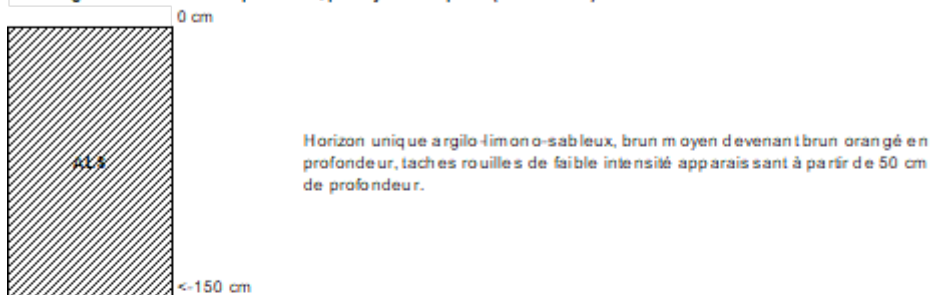 0 cm
ALS
Horizon unique argilo-limono-sableux, brun moyen devenant brun orangé en
profondeur, taches rouilles de faible intensité apparaissant à partir de 50 cm
de profondeur.
<-150 cm